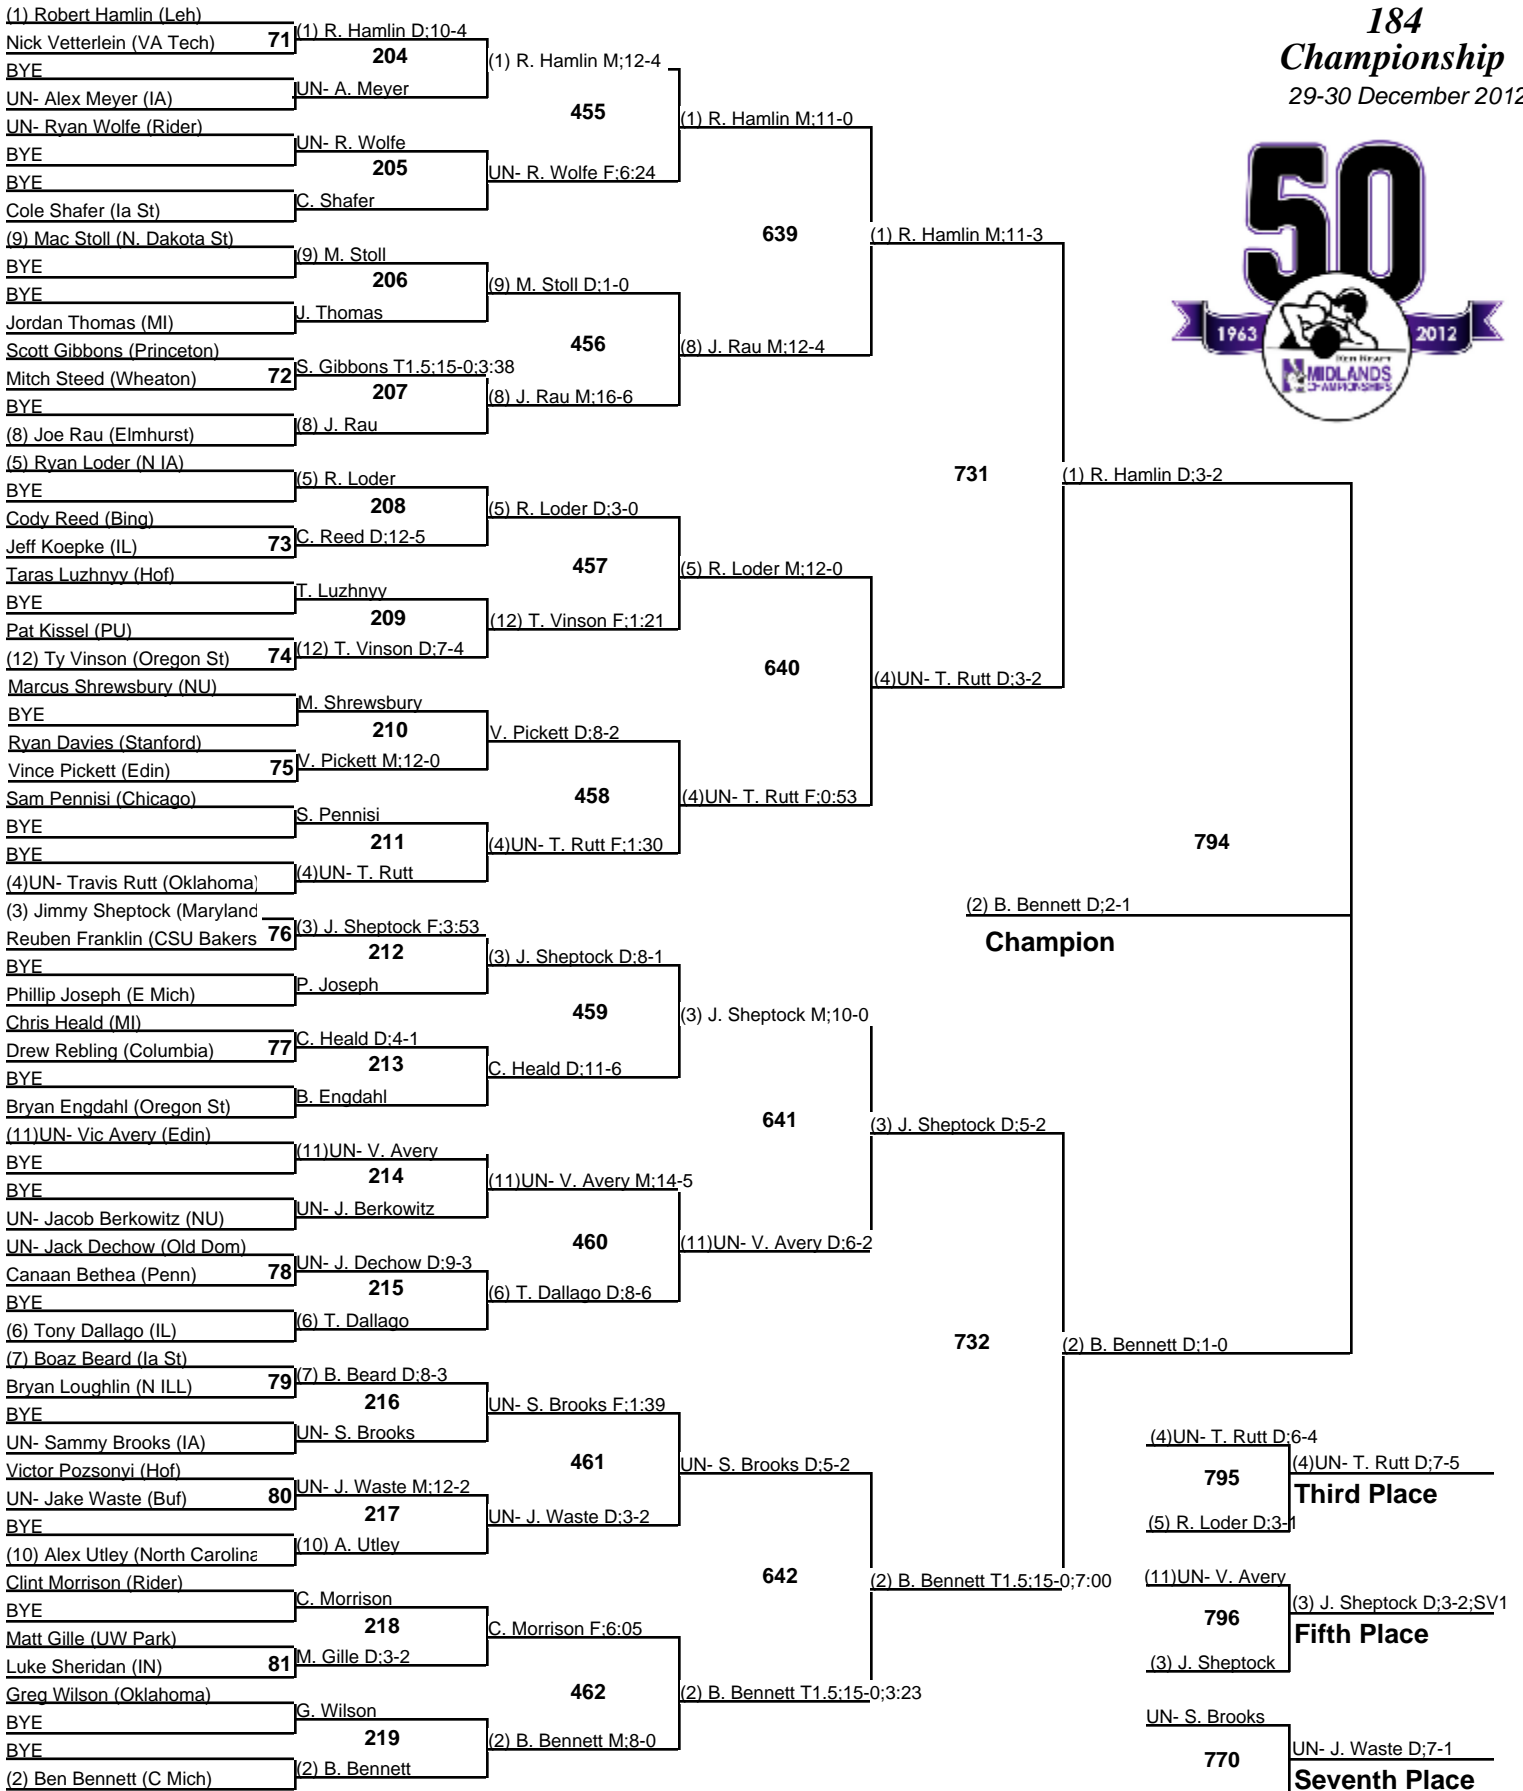 184
Championship
29-30 December 2012
50
1963
2012
KEN KRAFT
N MIDLANDS
CHAMPIONSHIPS
(1) Robert Hamlin (Leh)
Nick Vetterlein (VA Tech)
71
BYE
UN- Alex Meyer (IA)
UN- Ryan Wolfe (Rider)
BYE
BYE
Cole Shafer (Ia St)
(9) Mac Stoll (N. Dakota St)
BYE
BYE
Jordan Thomas (MI)
Scott Gibbons (Princeton)
Mitch Steed (Wheaton)
72
BYE
(8) Joe Rau (Elmhurst)
(5) Ryan Loder (N IA)
BYE
Cody Reed (Bing)
Jeff Koepke (IL)
73
Taras Luzhnyy (Hof)
BYE
Pat Kissel (PU)
(12) Ty Vinson (Oregon St)
74
Marcus Shrewsbury (NU)
BYE
Ryan Davies (Stanford)
Vince Pickett (Edin)
75
Sam Pennisi (Chicago)
BYE
BYE
(4)UN- Travis Rutt (Oklahoma)
(3) Jimmy Sheptock (Maryland
Reuben Franklin (CSU Bakers
76
BYE
Phillip Joseph (E Mich)
Chris Heald (MI)
Drew Rebling (Columbia)
77
BYE
Bryan Engdahl (Oregon St)
(11)UN- Vic Avery (Edin)
BYE
BYE
UN- Jacob Berkowitz (NU)
UN- Jack Dechow (Old Dom)
Canaan Bethea (Penn)
78
BYE
(6) Tony Dallago (IL)
(7) Boaz Beard (Ia St)
Bryan Loughlin (N ILL)
79
BYE
UN- Sammy Brooks (IA)
Victor Pozsonyi (Hof)
UN- Jake Waste (Buf)
80
BYE
(10) Alex Utley (North Carolina
Clint Morrison (Rider)
BYE
Matt Gille (UW Park)
Luke Sheridan (IN)
81
Greg Wilson (Oklahoma)
BYE
BYE
(2) Ben Bennett (C Mich)
(1) R. Hamlin D;10-4
204
UN- A. Meyer
UN- R. Wolfe
205
C. Shafer
(9) M. Stoll
206
J. Thomas
S. Gibbons T1.5;15-0;3:38
207
(8) J. Rau
(5) R. Loder
208
C. Reed D;12-5
T. Luzhnyy
209
(12) T. Vinson D;7-4
M. Shrewsbury
210
V. Pickett M;12-0
S. Pennisi
211
(4)UN- T. Rutt
(3) J. Sheptock F;3:53
212
P. Joseph
C. Heald D;4-1
213
B. Engdahl
(11)UN- V. Avery
214
UN- J. Berkowitz
UN- J. Dechow D;9-3
215
(6) T. Dallago
(7) B. Beard D;8-3
216
UN- S. Brooks
UN- J. Waste M;12-2
217
(10) A. Utley
C. Morrison
218
M. Gille D;3-2
G. Wilson
219
(2) B. Bennett
(1) R. Hamlin M;12-4
455
UN- R. Wolfe F;6:24
(9) M. Stoll D;1-0
456
(8) J. Rau M;16-6
(5) R. Loder D;3-0
457
(12) T. Vinson F;1:21
V. Pickett D;8-2
458
(4)UN- T. Rutt F;1:30
(3) J. Sheptock D;8-1
459
C. Heald D;11-6
(11)UN- V. Avery M;14-5
460
(6) T. Dallago D;8-6
UN- S. Brooks F;1:39
461
UN- J. Waste D;3-2
C. Morrison F;6:05
462
(2) B. Bennett M;8-0
(1) R. Hamlin M;11-0
639
(8) J. Rau M;12-4
(5) R. Loder M;12-0
640
(4)UN- T. Rutt F;0:53
(3) J. Sheptock M;10-0
641
(11)UN- V. Avery D;6-2
UN- S. Brooks D;5-2
642
(2) B. Bennett T1.5;15-0;3:23
(1) R. Hamlin M;11-3
731
(4)UN- T. Rutt D;3-2
(3) J. Sheptock D;5-2
732
(2) B. Bennett T1.5;15-0;7:00
(1) R. Hamlin D;3-2
794
(2) B. Bennett D;1-0
(2) B. Bennett D;2-1
Champion
(4)UN- T. Rutt D;6-4
795
(5) R. Loder D;3-1
(4)UN- T. Rutt D;7-5
Third Place
(11)UN- V. Avery
796
(3) J. Sheptock
(3) J. Sheptock D;3-2;SV1
Fifth Place
UN- S. Brooks
770
UN- J. Waste D;7-1
Seventh Place